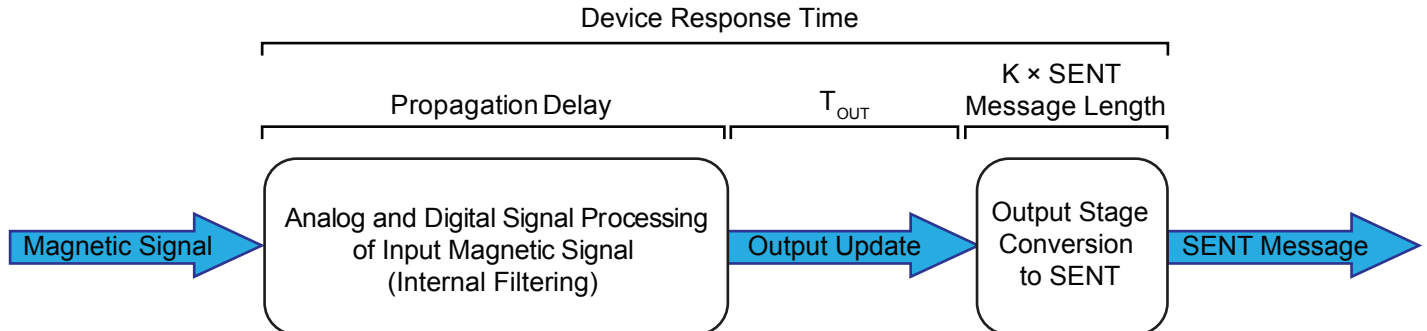 Device Response Time
Propagation Delay
T_OUT
K × SENT
Message Length
Magnetic Signal
Analog and Digital Signal Processing
of Input Magnetic Signal
(Internal Filtering)
Output Update
Output Stage
Conversion
to SENT
SENT Message